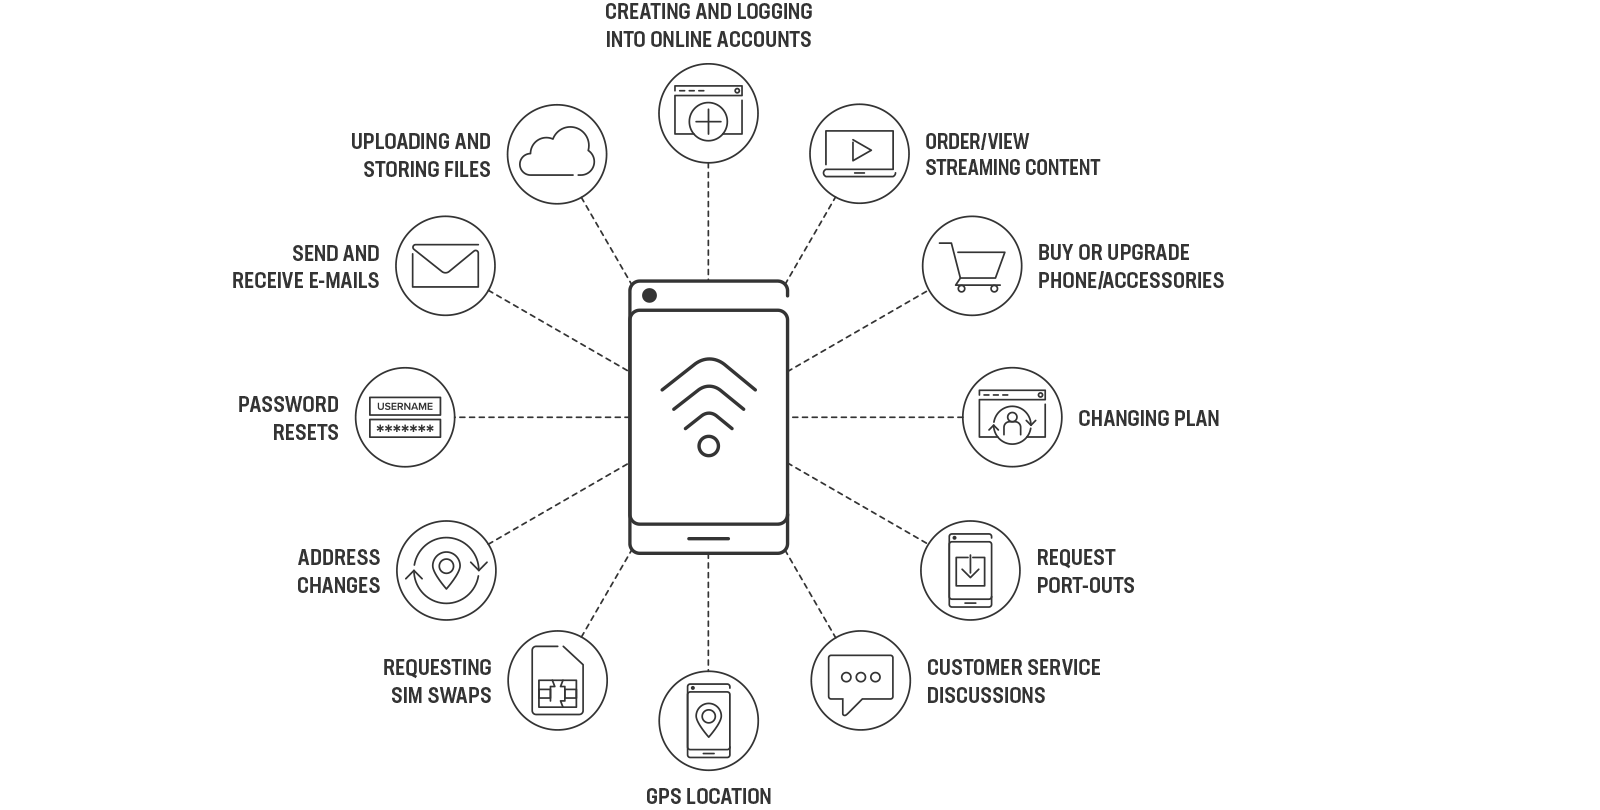 CREATING AND LOGGING
INTO ONLINE ACCOUNTS
UPLOADING AND
STORING FILES
ORDER/VIEW
STREAMING CONTENT
SEND AND
RECEIVE E-MAILS
BUY OR UPGRADE
PHONE/ACCESSORIES
PASSWORD
RESETS
USERNAME
*******
CHANGING PLAN
ADDRESS
CHANGES
REQUEST
PORT-OUTS
REQUESTING
SIM SWAPS
CUSTOMER SERVICE
DISCUSSIONS
GPS LOCATION